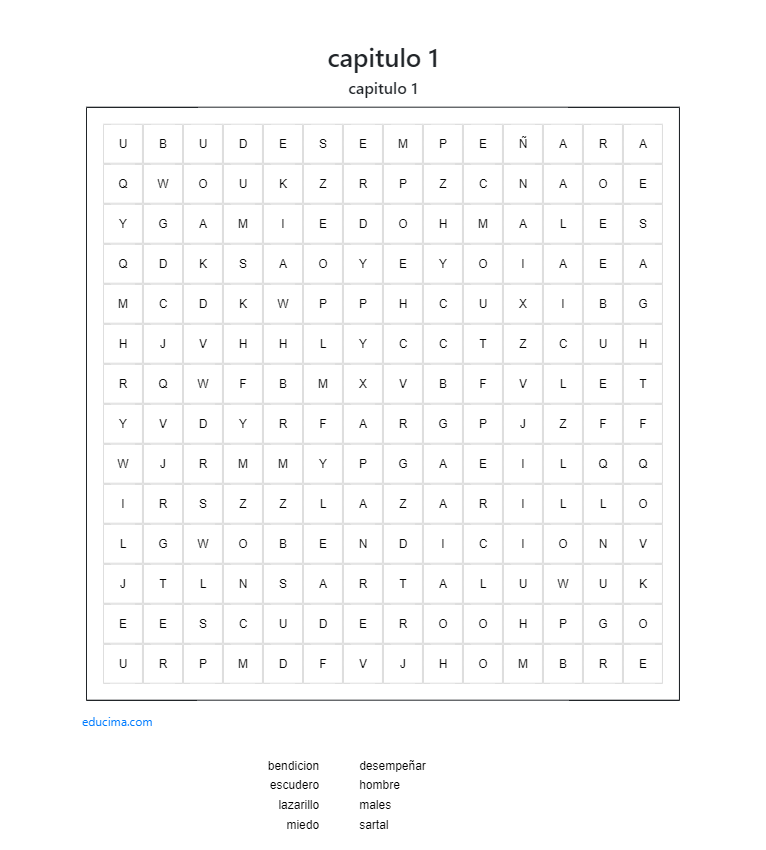 capitulo 1
capitulo 1
U B U D E S E M P E Ñ A R A
Q W O U K Z R P Z C N A O E
Y G A M I E D O H M A L E S
Q D K S A O Y E Y O I A E A
M C D K W P P H C U X I B G
H J V H H L Y C C T Z C U H
R Q W F B M X V B F V L E T
Y V D Y R F A R G P J Z F F
W J R M M Y P G A E I L Q Q
I R S Z Z L A Z A R I L L O
L G W O B E N D I C I O N V
J T L N S A R T A L U W U K
E E S C U D E R O O H P G O
U R P M D F V J H O M B R E
educima.com
bendicion desempeñar
escudero hombre
lazarillo males
miedo sartal